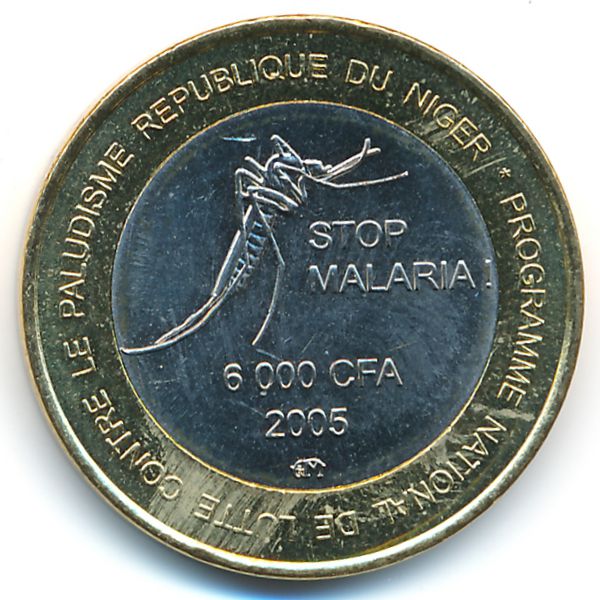 REPUBLIQUE DU NIGER * PROGRAMME NATIONAL DE LUTTE CONTRE LE PALUDISME
STOP
MALARIA !
6 000 CFA
2005